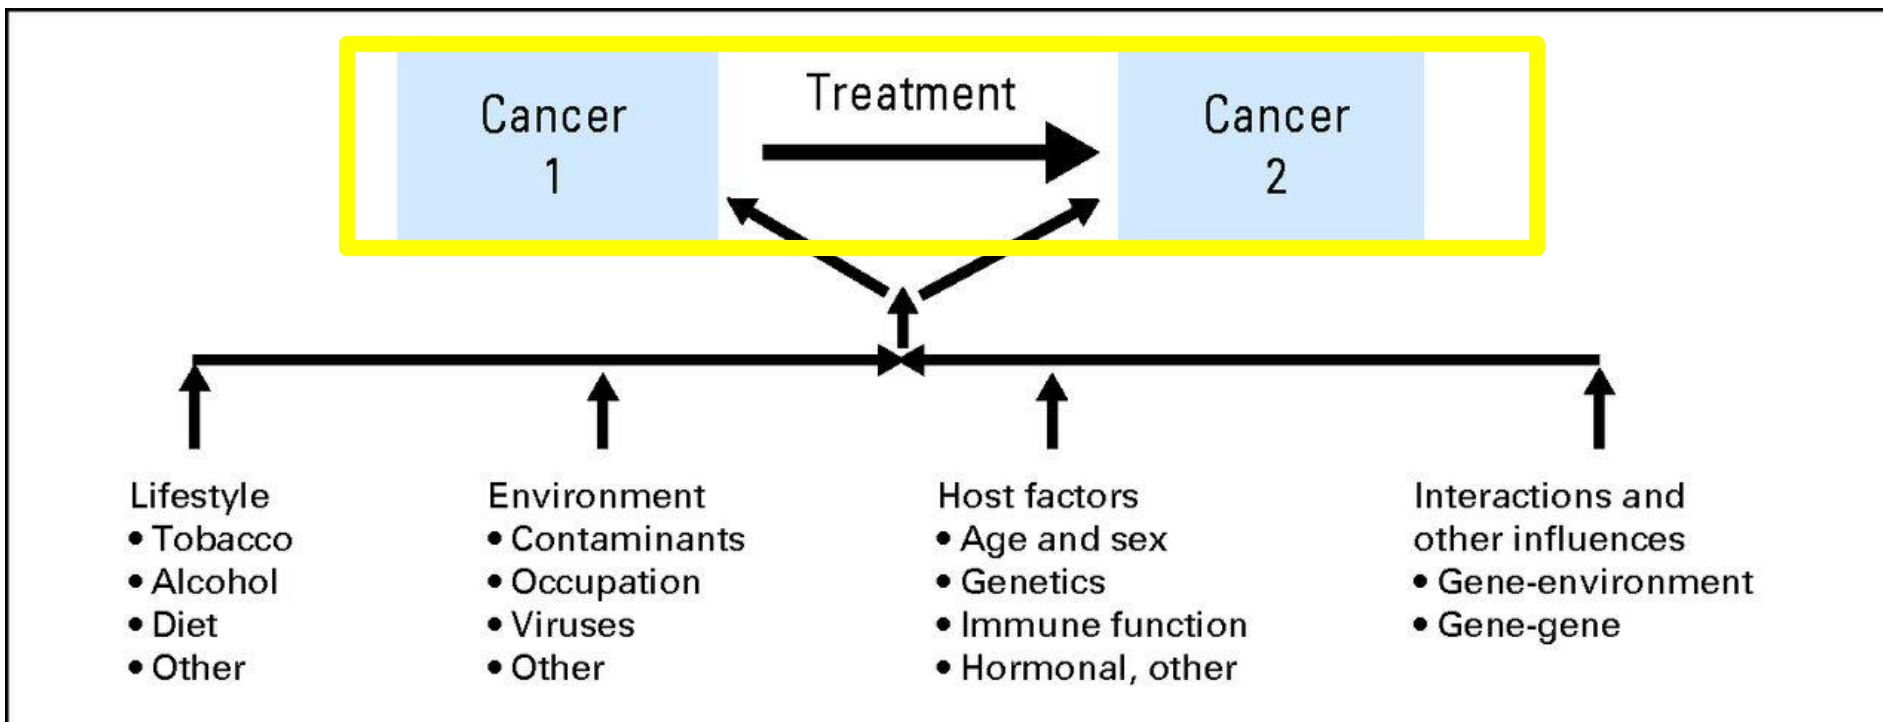 Cancer
1
Treatment
Cancer
2
Lifestyle
• Tobacco
• Alcohol
• Diet
• Other
Environment
• Contaminants
• Occupation
• Viruses
• Other
Host factors
• Age and sex
• Genetics
• Immune function
• Hormonal, other
Interactions and
other influences
• Gene-environment
• Gene-gene